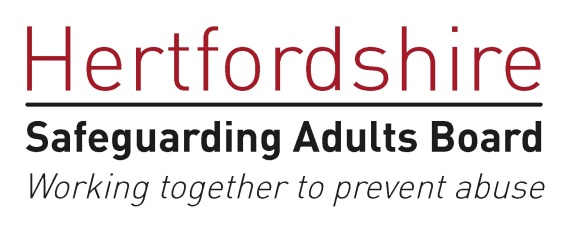 Hertfordshire
Safeguarding Adults Board
Working together to prevent abuse